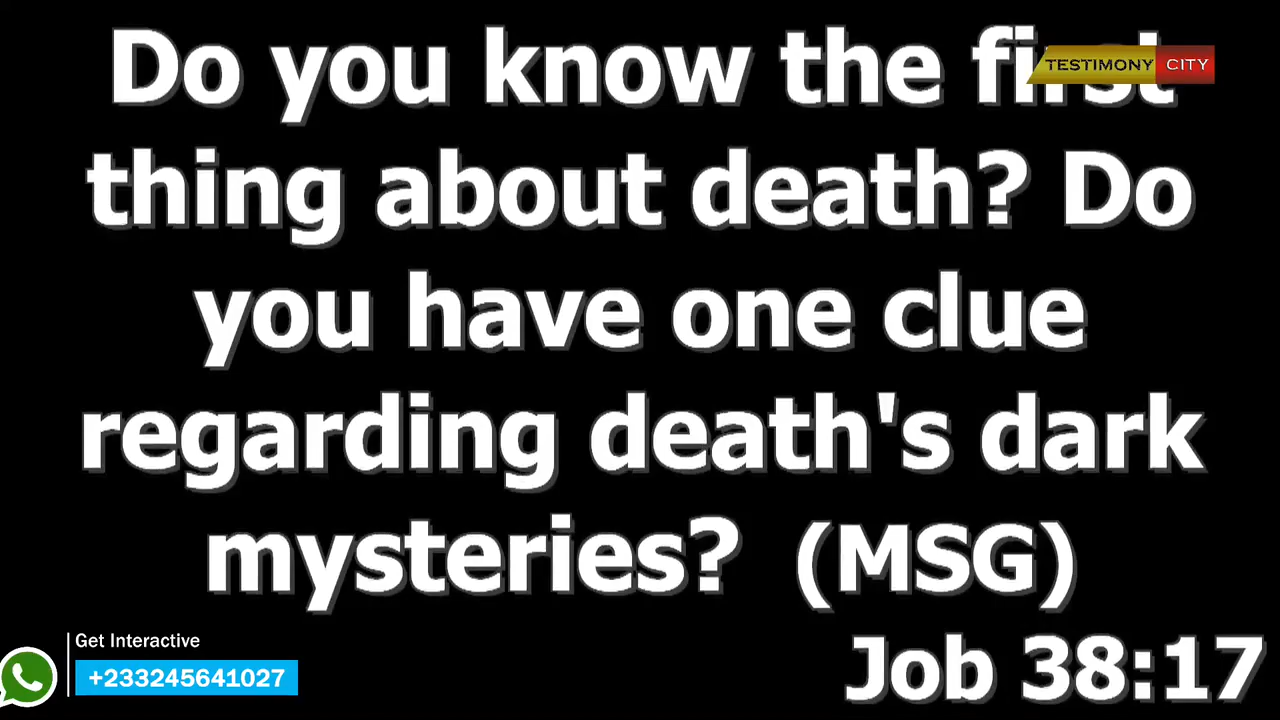 Do you know the first
TESTIMONY CITY
thing about death? Do
you have one clue
regarding death's dark
mysteries? (MSG)
Job 38:17
Get Interactive
+233245641027